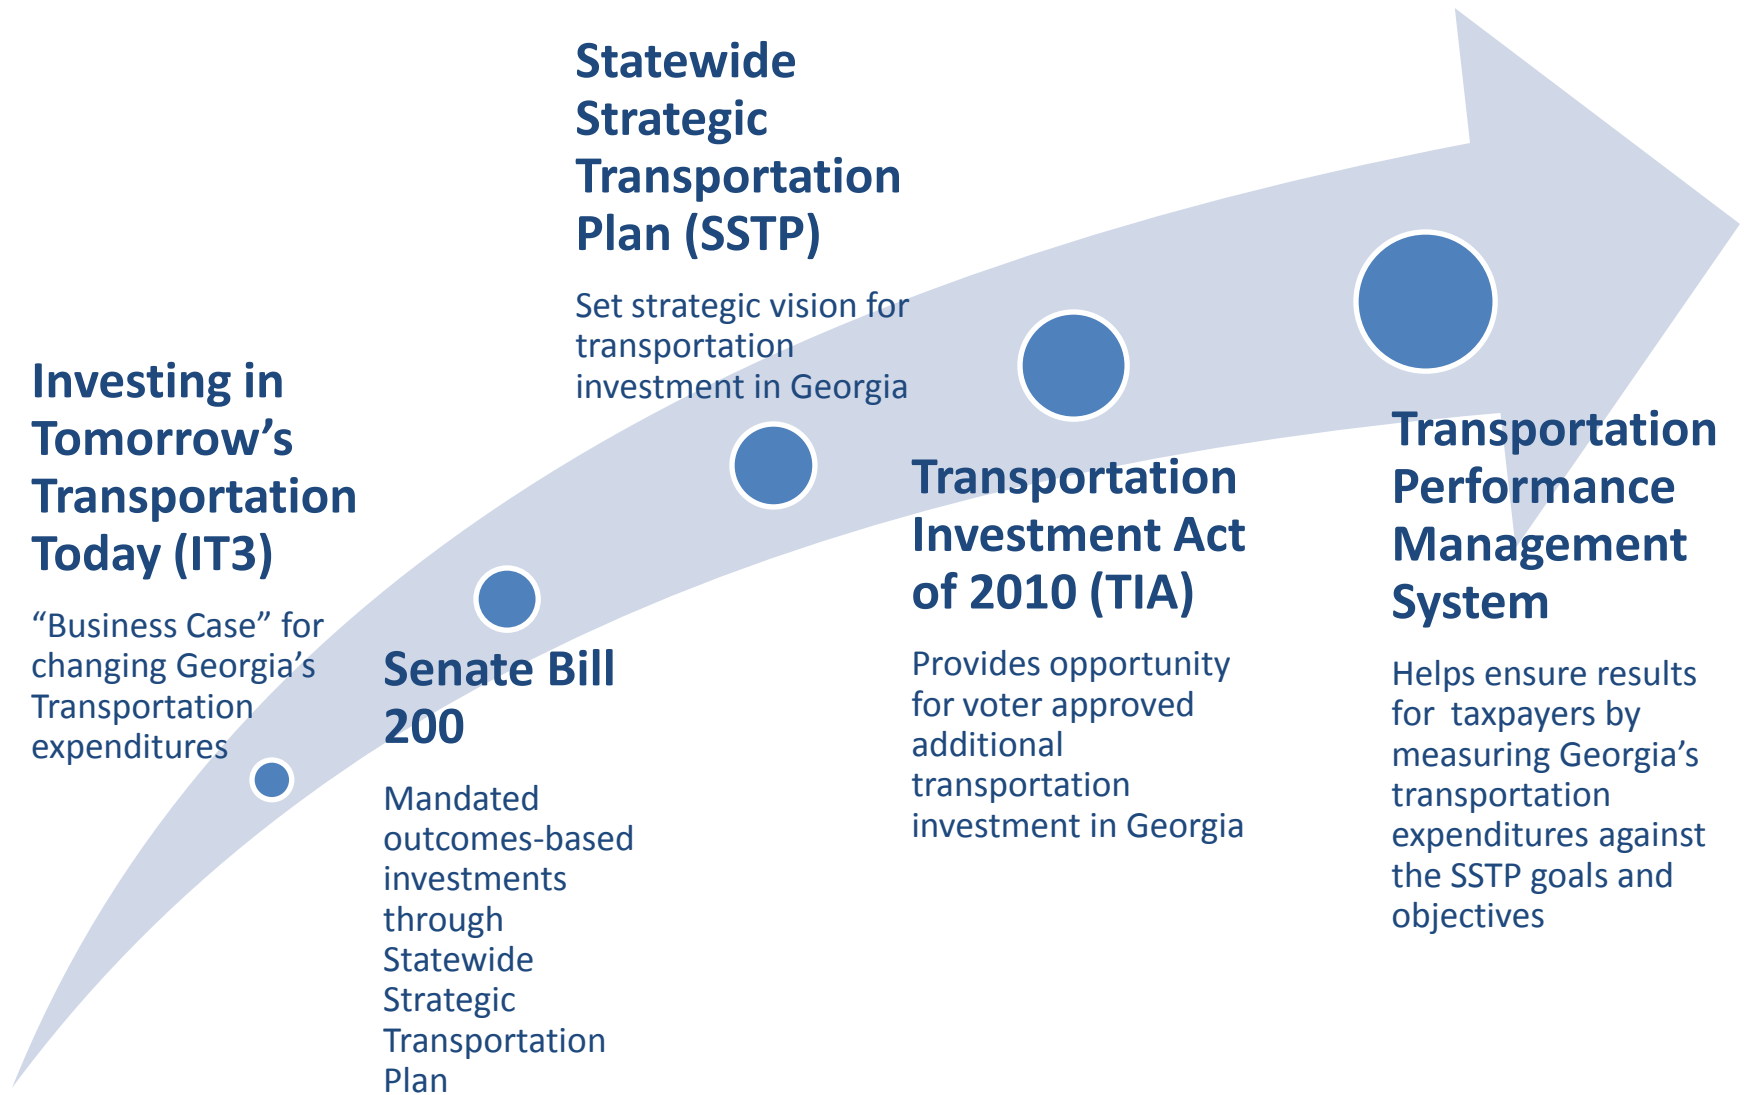 Investing in
Tomorrow’s
Transportation
Today (IT3)
“Business Case” for
changing Georgia’s
Transportation
expenditures
Senate Bill
200
Mandated
outcomes-based
investments
through
Statewide
Strategic
Transportation
Plan
Statewide
Strategic
Transportation
Plan (SSTP)
Set strategic vision for
transportation
investment in Georgia
Transportation
Investment Act
of 2010 (TIA)
Provides opportunity
for voter approved
additional
transportation
investment in Georgia
Transportation
Performance
Management
System
Helps ensure results
for  taxpayers by
measuring Georgia’s
transportation
expenditures against
the SSTP goals and
objectives